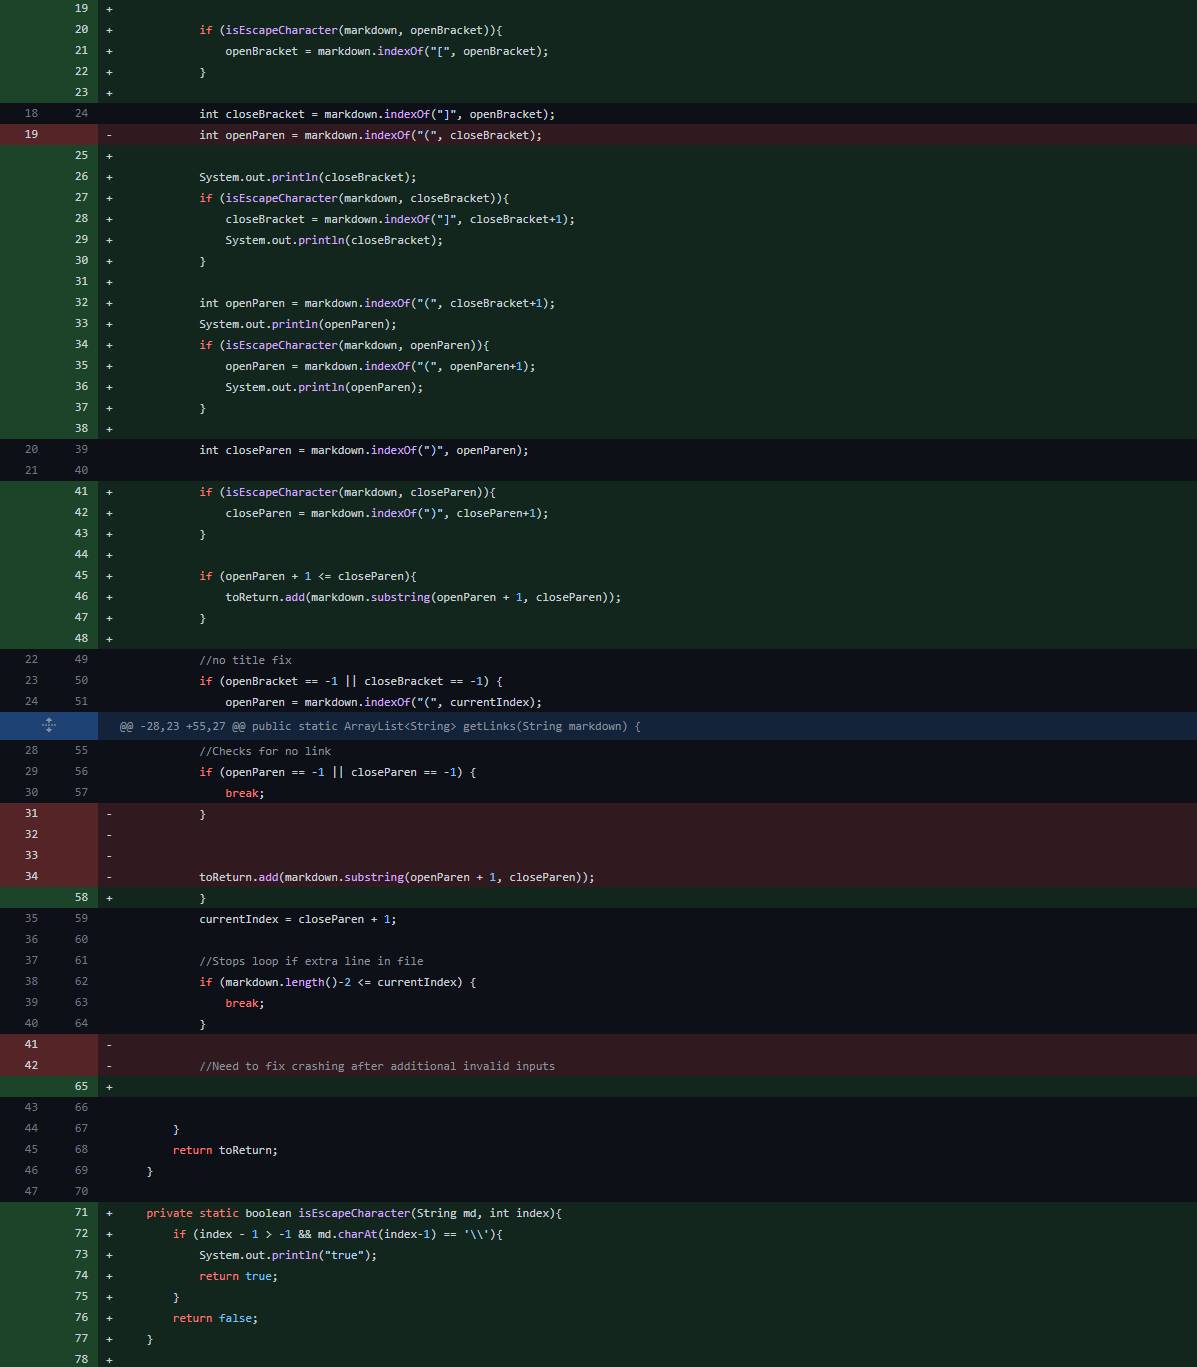 19 +
20 + if (isEscapeCharacter(markdown, openBracket)){
21 + openBracket = markdown.indexOf("[", openBracket);
22 + }
23 +
18 24 int closeBracket = markdown.indexOf("]", openBracket);
19 - int openParen = markdown.indexOf("(", closeBracket);
25 +
26 + System.out.println(closeBracket);
27 + if (isEscapeCharacter(markdown, closeBracket)){
28 + closeBracket = markdown.indexOf("]", closeBracket+1);
29 + System.out.println(closeBracket);
30 + }
31 +
32 + int openParen = markdown.indexOf("(", closeBracket+1);
33 + System.out.println(openParen);
34 + if (isEscapeCharacter(markdown, openParen)){
35 + openParen = markdown.indexOf("(", openParen+1);
36 + System.out.println(openParen);
37 + }
38 +
20 39 int closeParen = markdown.indexOf(")", openParen);
21 40
41 + if (isEscapeCharacter(markdown, closeParen)){
42 + closeParen = markdown.indexOf(")", closeParen+1);
43 + }
44 +
45 + if (openParen + 1 <= closeParen){
46 + toReturn.add(markdown.substring(openParen + 1, closeParen));
47 + }
48 +
22 49 //no title fix
23 50 if (openBracket == -1 || closeBracket == -1) {
24 51 openParen = markdown.indexOf("(", currentIndex);
@@ -28,23 +55,27 @@ public static ArrayList<String> getLinks(String markdown) {
28 55 //Checks for no link
29 56 if (openParen == -1 || closeParen == -1) {
30 57 break;
31 - }
32 -
33 -
34 - toReturn.add(markdown.substring(openParen + 1, closeParen));
58 + }
35 59 currentIndex = closeParen + 1;
36 60
37 61 //Stops loop if extra line in file
38 62 if (markdown.length()-2 <= currentIndex) {
39 63 break;
40 64 }
41 -
42 - //Need to fix crashing after additional invalid inputs
65 +
43 66
44 67 }
45 68 return toReturn;
46 69 }
47 70
71 + private static boolean isEscapeCharacter(String md, int index){
72 + if (index - 1 > -1 && md.charAt(index-1) == '\\'){
73 + System.out.println("true");
74 + return true;
75 + }
76 + return false;
77 + }
78 +